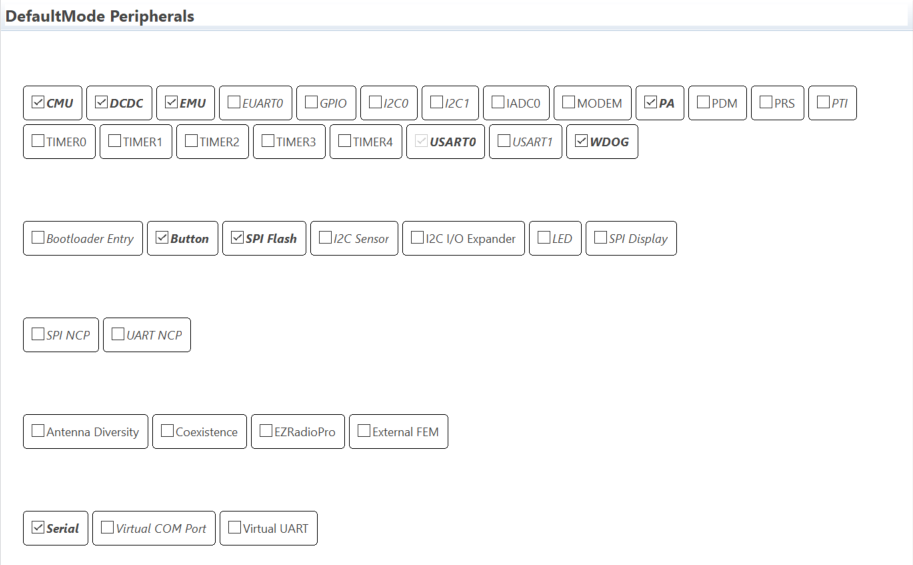 DefaultMode Peripherals
CMU DCDC EMU EUART0 GPIO I2C0 I2C1 IADC0 MODEM PA PDM PRS PTI
TIMER0 TIMER1 TIMER2 TIMER3 TIMER4 USART0 USART1 WDOG
Bootloader Entry Button SPI Flash I2C Sensor I2C I/O Expander LED SPI Display
SPI NCP UART NCP
Antenna Diversity Coexistence EZRadioPro External FEM
Serial Virtual COM Port Virtual UART